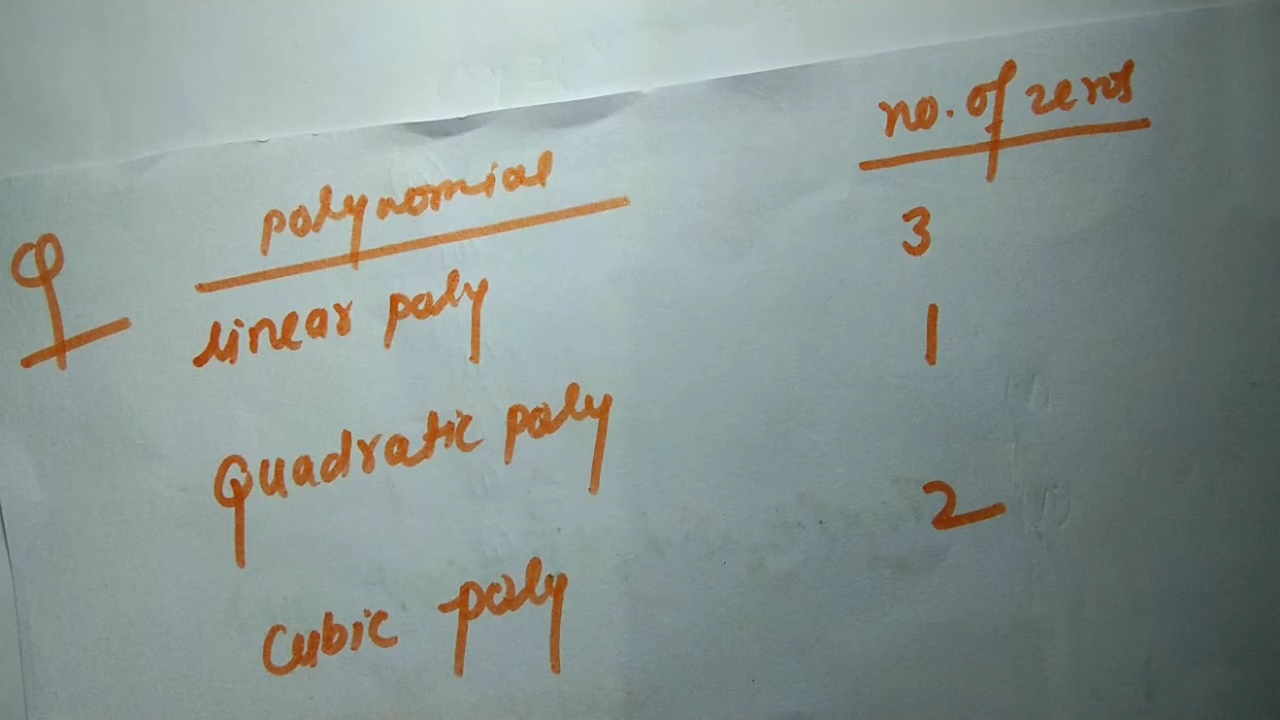 Q polynomial no. of zeros
linear poly 3
Quadratic poly 1
Cubic poly 2